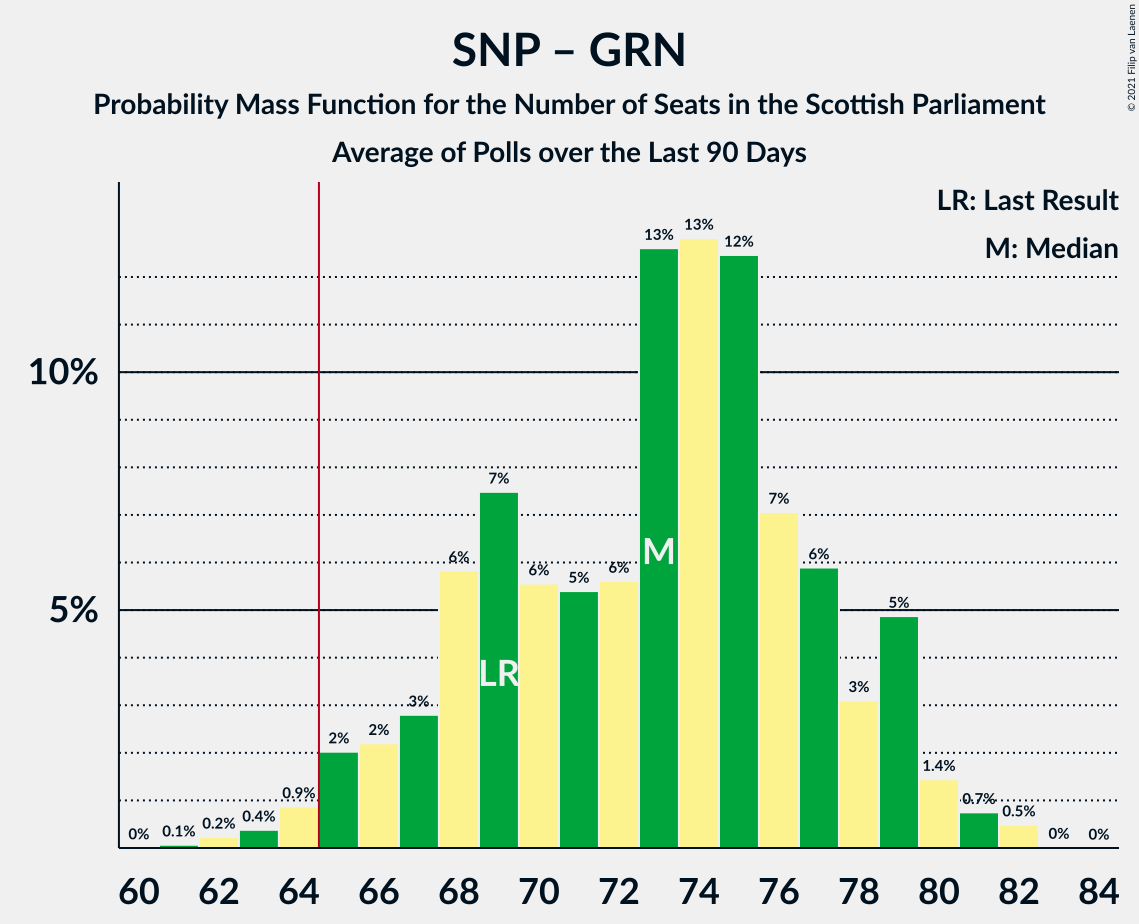 SNP – GRN
Probability Mass Function for the Number of Seats in the Scottish Parliament
Average of Polls over the Last 90 Days
© 2021 Filip van Laenen
LR: Last Result
M: Median
10%
5%
0% 0.1% 0.2% 0.4% 0.9% 2% 2% 3% 6% 7% 6% 5% 6% 13% 13% 12% 7% 6% 3% 5% 1.4% 0.7% 0.5% 0% 0%
M
LR
60 62 64 66 68 70 72 74 76 78 80 82 84